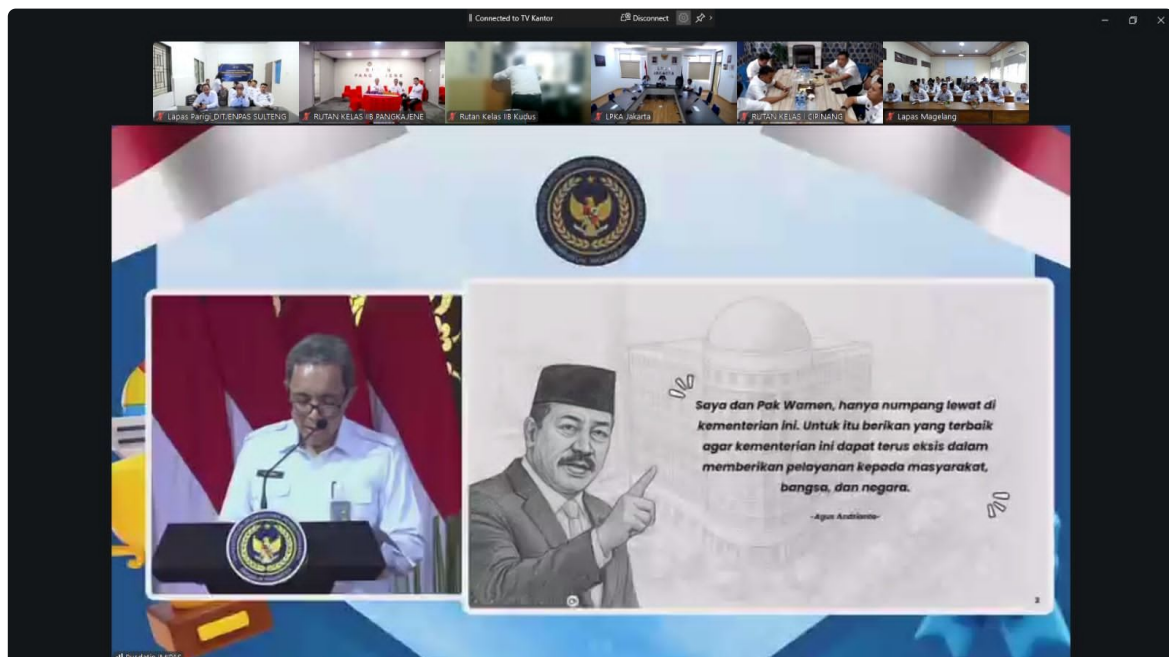 Connected to TV Kantor
Disconnect
Lapas Parigi_DITJENPAS SULTENG
RUTAN KELAS IIB PANGKAJENE
Rutan Kelas IIB Kudus
LPKA Jakarta
RUTAN KELAS I CIPINANG
Lapas Magelang
Saya dan Pak Wamen, hanya numpang lewat di
kementerian ini. Untuk itu berikan yang terbaik
agar kementerian ini dapat terus eksis dalam
memberikan pelayanan kepada masyarakat,
bangsa, dan negara.
-Agus Andrianto-